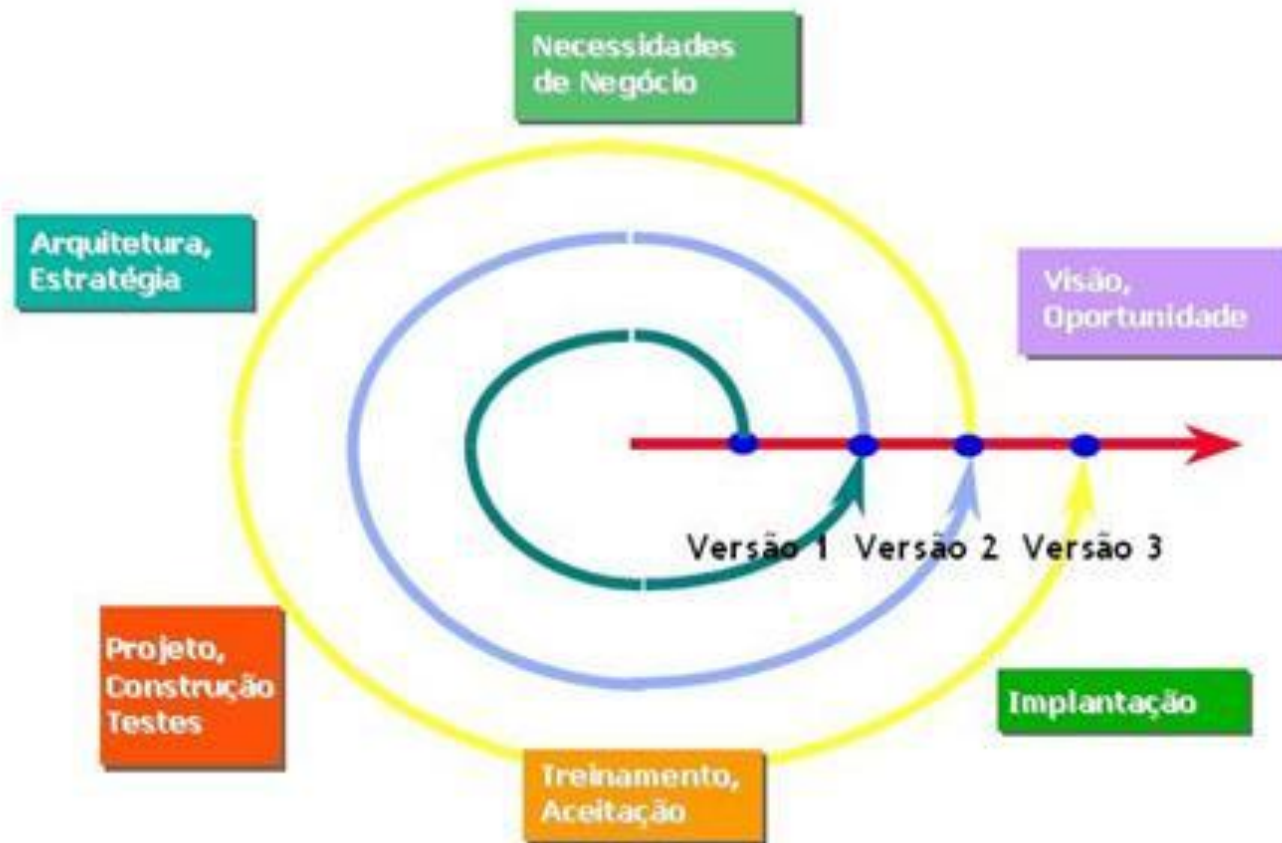 Necessidades
de Negócio
Arquitetura,
Estratégia
Visão,
Oportunidade
Versão 1 Versão 2 Versão 3
Projeto,
Construção
Testes
Implantação
Treinamento,
Aceitação